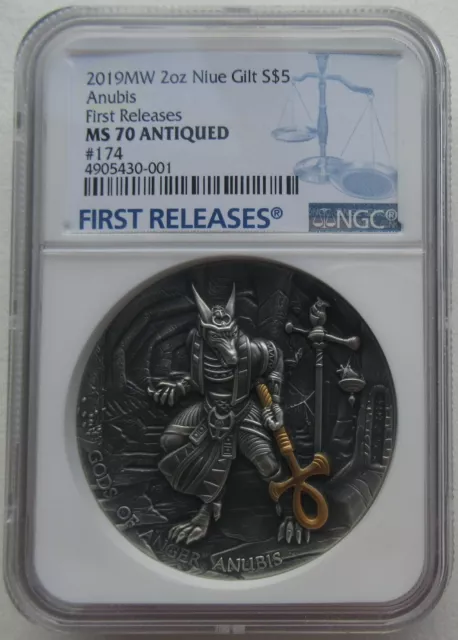 2019MW 2oz Niue Gilt S$5
Anubis
First Releases
MS 70 ANTIQUED
#174
4905430-001
FIRST RELEASES®
NGC®
GODS OF ANGER ANUBIS